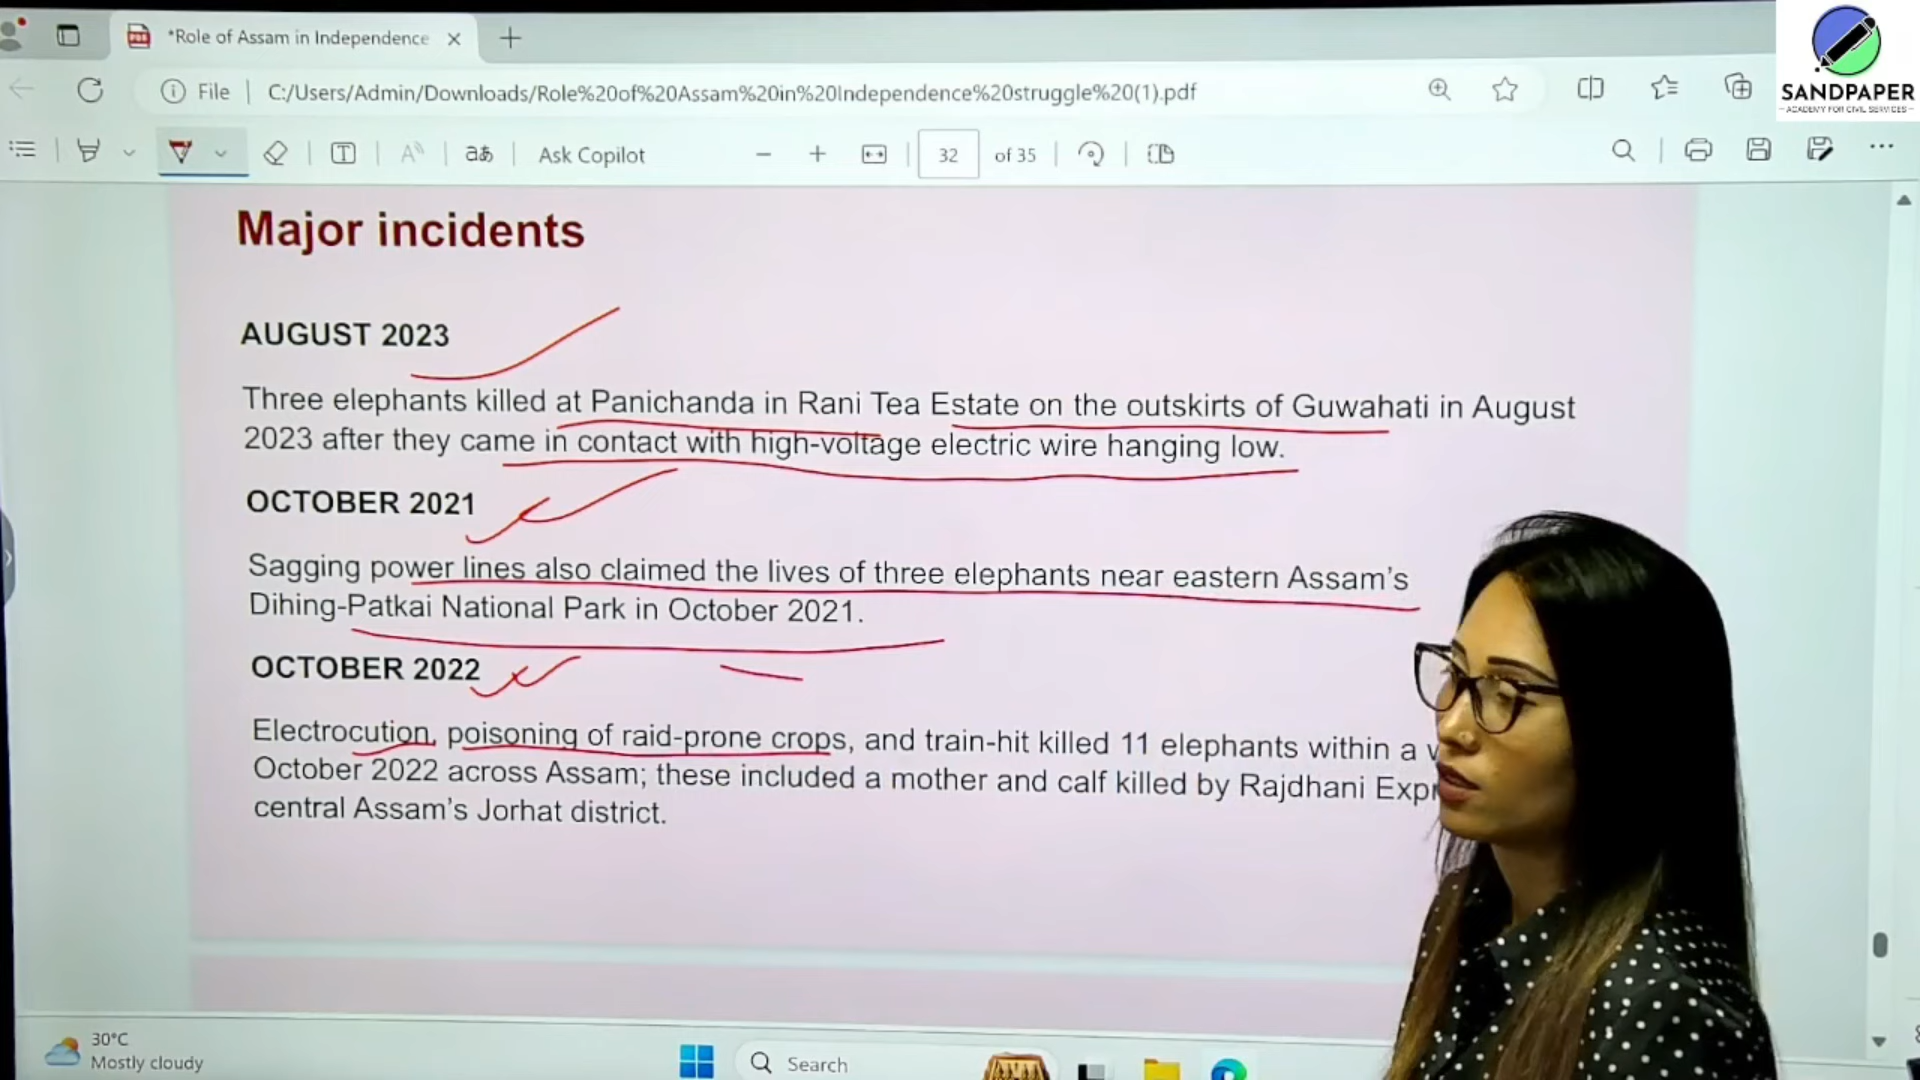 *Role of Assam in Independence
File
C:/Users/Admin/Downloads/Role%20of%20Assam%20in%20Independence%20struggle%20(1).pdf
SANDPAPER
ACADEMY FOR CIVIL SERVICES
Ask Copilot
32
of 35
Major incidents
AUGUST 2023
Three elephants killed at Panichanda in Rani Tea Estate on the outskirts of Guwahati in August
2023 after they came in contact with high-voltage electric wire hanging low.
OCTOBER 2021
Sagging power lines also claimed the lives of three elephants near eastern Assam's
Dihing-Patkai National Park in October 2021.
OCTOBER 2022
Electrocution, poisoning of raid-prone crops, and train-hit killed 11 elephants within a
October 2022 across Assam; these included a mother and calf killed by Rajdhani
central Assam's Jorhat district.
30°C
Mostly cloudy
Search